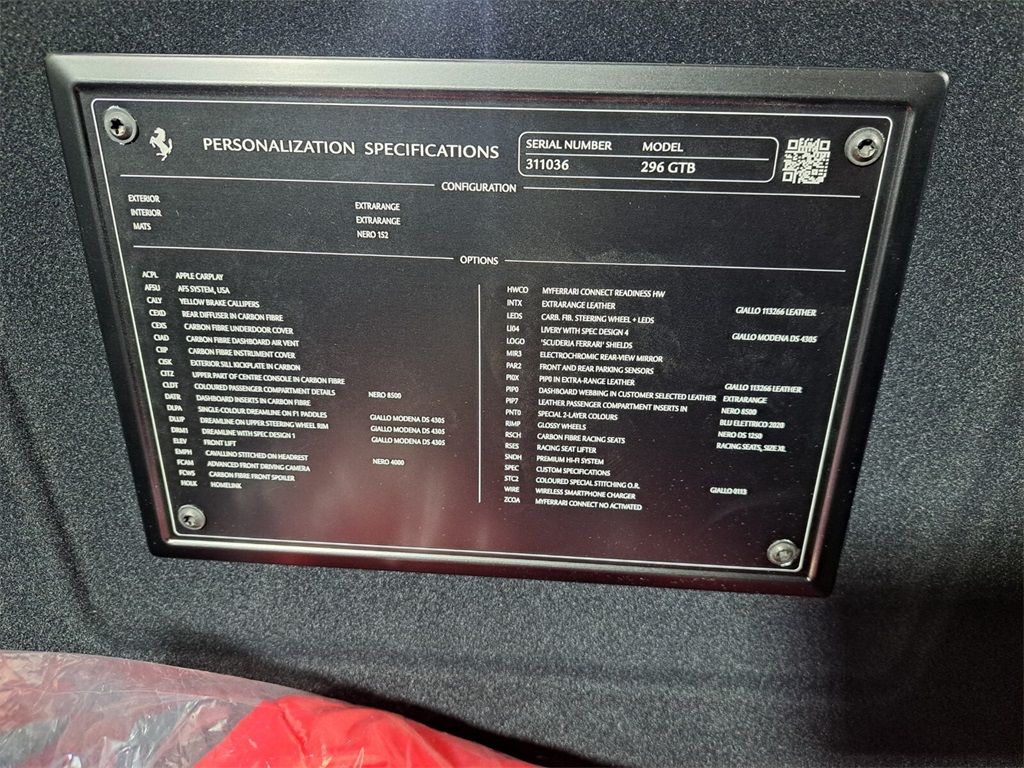 PERSONALIZATION SPECIFICATIONS
SERIAL NUMBER MODEL
311036 296 GTB
CONFIGURATION
EXTERIOR EXTRARANGE
INTERIOR EXTRARANGE
MATS NERO 152
OPTIONS
ACPL APPLE CARPLAY
AFSU AFS SYSTEM, USA
CALY YELLOW BRAKE CALLIPERS
CEXD REAR DIFFUSER IN CARBON FIBRE
CEXS CARBON FIBRE UNDERDOOR COVER
CIAD CARBON FIBRE DASHBOARD AIR VENT
CIIP CARBON FIBRE INSTRUMENT COVER
CISK EXTERIOR SILL KICKPLATE IN CARBON
CITZ UPPER PART OF CENTRE CONSOLE IN CARBON FIBRE
CLDT COLOURED PASSENGER COMPARTMENT DETAILS NERO 8500
DATR DASHBOARD INSERTS IN CARBON FIBRE
DLPA SINGLE-COLOUR DREAMLINE ON F1 PADDLES GIALLO MODENA DS 4305
DLUP DREAMLINE ON UPPER STEERING WHEEL RIM GIALLO MODENA DS 4305
DRM1 DREAMLINE WITH SPEC DESIGN 1 GIALLO MODENA DS 4305
ELEV FRONT LIFT
EMPH CAVALLINO STITCHED ON HEADREST NERO 4000
FCAM ADVANCED FRONT DRIVING CAMERA
FCWS CARBON FIBRE FRONT SPOILER
HOLK HOMELINK
HWCO MYFERRARI CONNECT READINESS HW
INTX EXTRARANGE LEATHER GIALLO 113266 LEATHER
LEDS CARB. FIB. STEERING WHEEL + LEDS
LI04 LIVERY WITH SPEC DESIGN 4 GIALLO MODENA DS 4305
LOGO 'SCUDERIA FERRARI' SHIELDS
MIR3 ELECTROCHROMIC REAR-VIEW MIRROR
PAR2 FRONT AND REAR PARKING SENSORS
PI0X PIP0 IN EXTRA-RANGE LEATHER GIALLO 113266 LEATHER
PIP0 DASHBOARD WEBBING IN CUSTOMER SELECTED LEATHER EXTRARANGE
PIP7 LEATHER PASSENGER COMPARTMENT INSERTS IN NERO 8500
PNT0 SPECIAL 2-LAYER COLOURS BLU ELETTRICO 2020
RIMP GLOSSY WHEELS NERO DS 1250
RSCH CARBON FIBRE RACING SEATS RACING SEATS, SIZE XL
RSES RACING SEAT LIFTER
SNDH PREMIUM HI-FI SYSTEM
SPEC CUSTOM SPECIFICATIONS
STC2 COLOURED SPECIAL STITCHING O.R. GIALLO 0113
WIRE WIRELESS SMARTPHONE CHARGER
ZCOA MYFERRARI CONNECT NO ACTIVATED